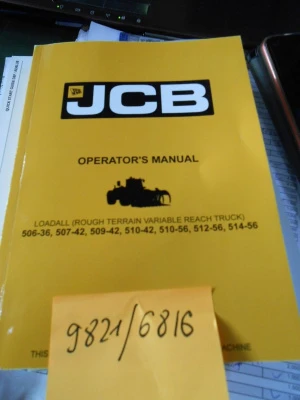 JCB
OPERATOR'S MANUAL
LOADALL (ROUGH TERRAIN VARIABLE REACH TRUCK)
506-36, 507-42, 509-42, 510-42, 510-56, 512-56, 514-56
9821/6816
THIS
MACHINE